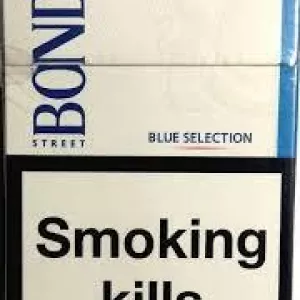 BOND
STREET
BLUE SELECTION
Smoking
kills